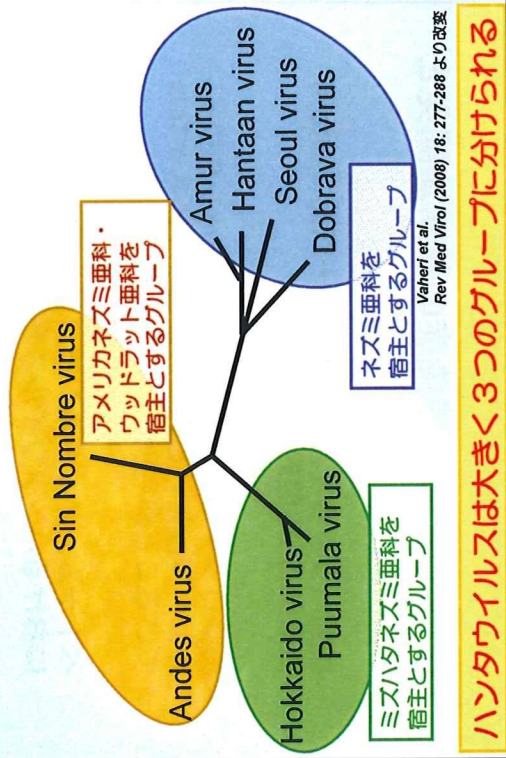 Sin Nombre virus
アメリカネズミ亜科・
ウッドラット亜科を
宿主とするグループ
Andes virus
Amur virus
Hantaan virus
Seoul virus
Dobrava virus
Hokkaido virus
Puumala virus
ネズミ亜科を
宿主とするグループ
ミズハタネズミ亜科を
宿主とするグループ
Vaheri et al.
Rev Med Virol (2008) 18: 277-288 より改変
ハンタウイルスは大きく3つのグループに分けられる